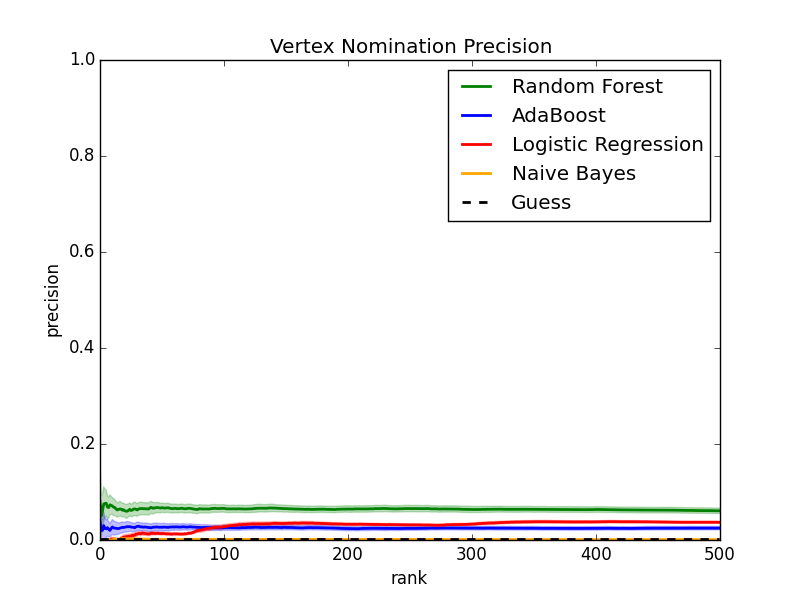 Vertex Nomination Precision
1.0
0.8
0.6
0.4
0.2
0.0
precision
Random Forest
AdaBoost
Logistic Regression
Naive Bayes
Guess
0 100 200 300 400 500
rank